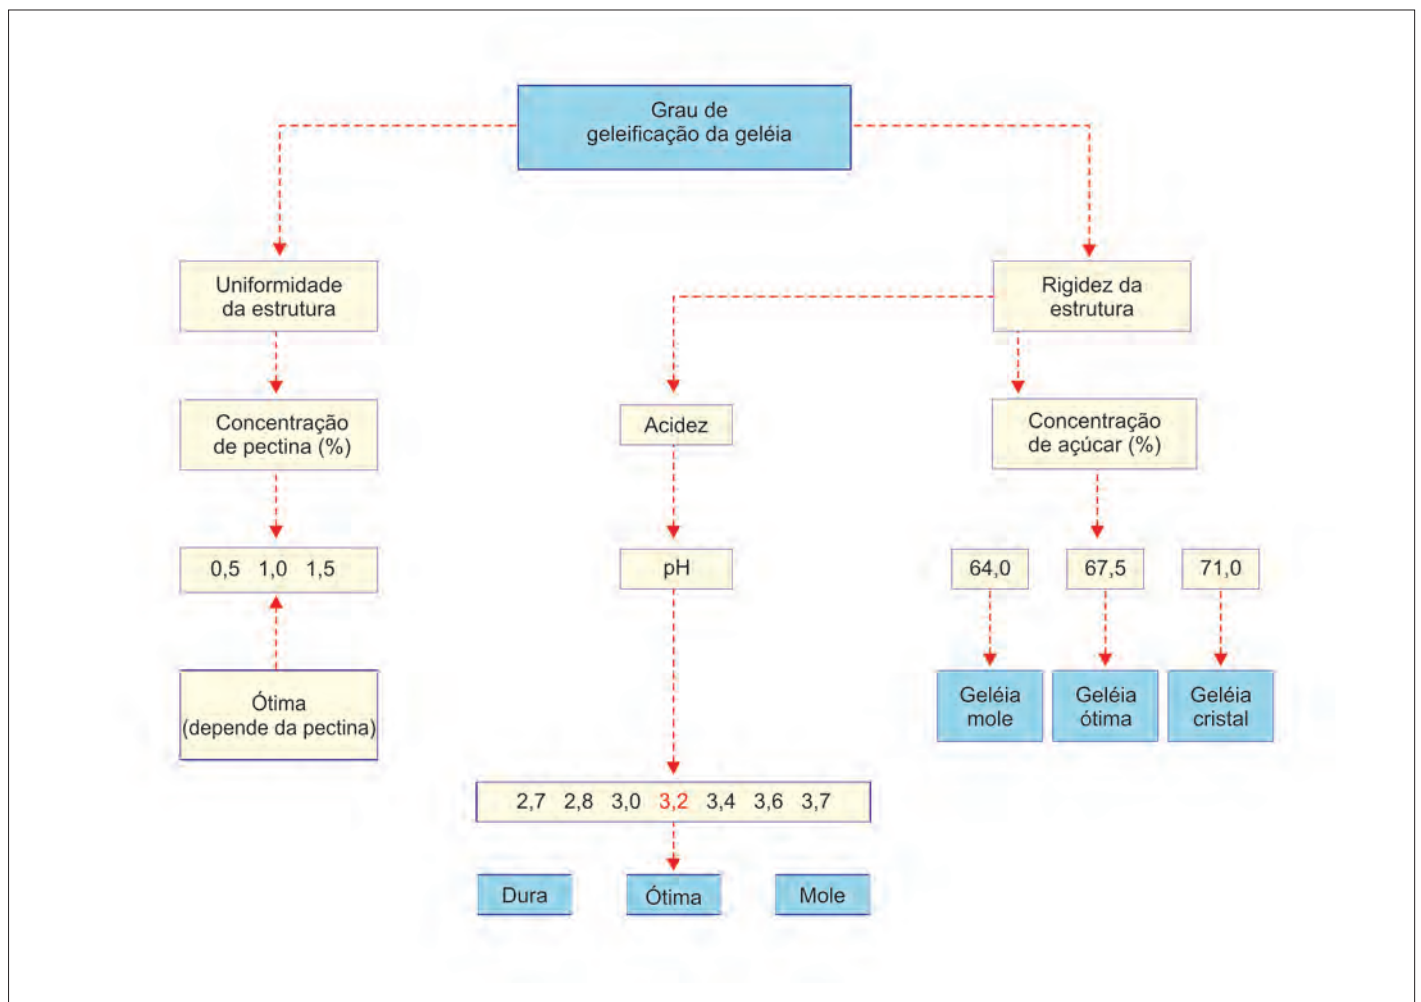 Grau de
geleificação da geléia
Uniformidade
da estrutura
Rigidez da
estrutura
Concentração
de pectina (%)
Acidez
Concentração
de açúcar (%)
0,5 1,0 1,5
pH
64,0
67,5
71,0
Ótima
(depende da pectina)
Geléia
mole
Geléia
ótima
Geléia
cristal
2,7 2,8 3,0 3,2 3,4 3,6 3,7
Dura
Ótima
Mole